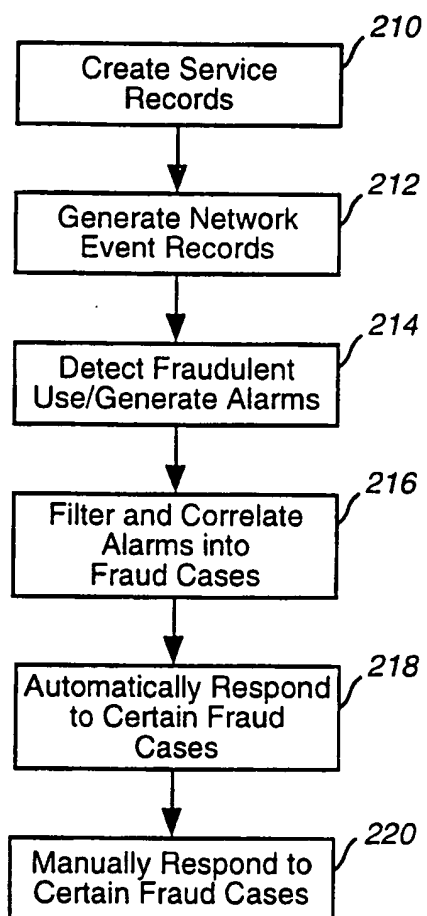 210
Create Service
Records
212
Generate Network
Event Records
214
Detect Fraudulent
Use/Generate Alarms
216
Filter and Correlate
Alarms into
Fraud Cases
218
Automatically Respond
to Certain Fraud
Cases
220
Manually Respond to
Certain Fraud Cases